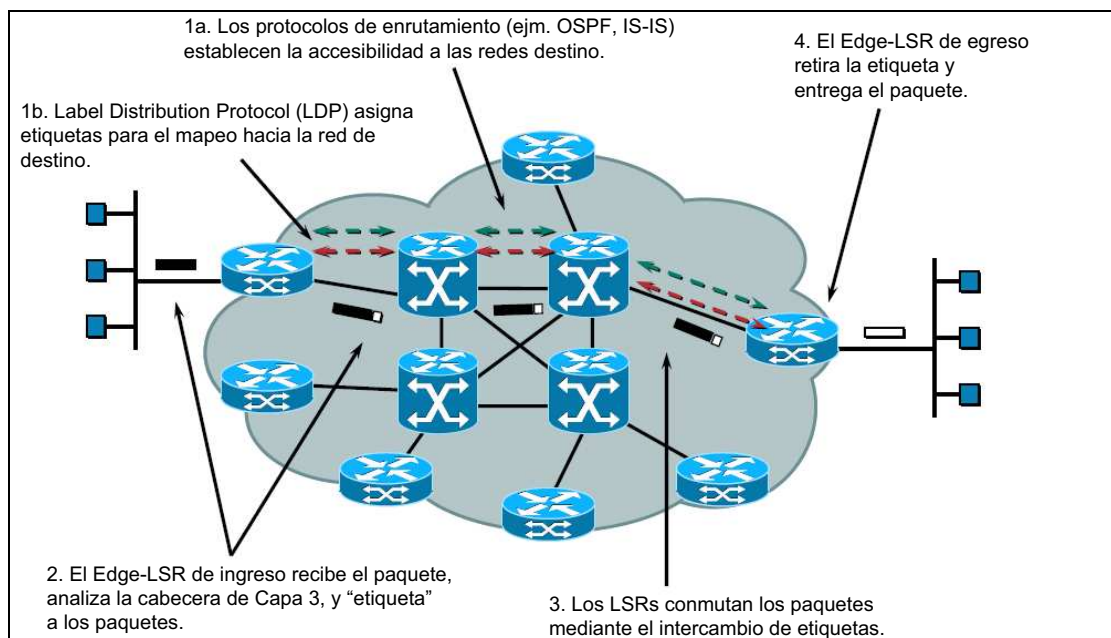 1a. Los protocolos de enrutamiento (ejm. OSPF, IS-IS)
establecen la accesibilidad a las redes destino.
4. El Edge-LSR de egreso
retira la etiqueta y
entrega el paquete.
1b. Label Distribution Protocol (LDP) asigna
etiquetas para el mapeo hacia la red de
destino.
2. El Edge-LSR de ingreso recibe el paquete,
analiza la cabecera de Capa 3, y “etiqueta”
a los paquetes.
3. Los LSRs conmutan los paquetes
mediante el intercambio de etiquetas.